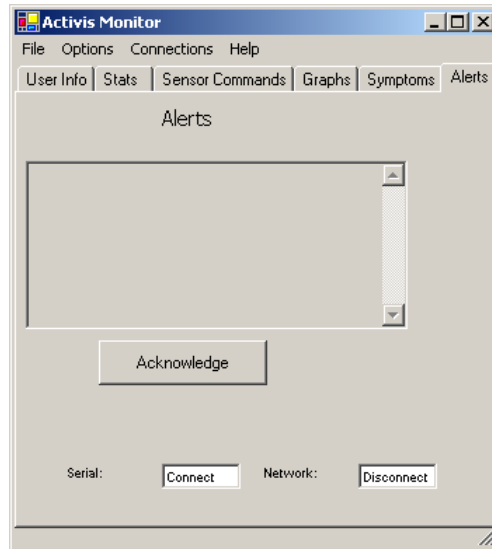 Activis Monitor
File Options Connections Help
User Info Stats Sensor Commands Graphs Symptoms Alerts
Alerts
Acknowledge
Serial: Connect Network: Disconnect